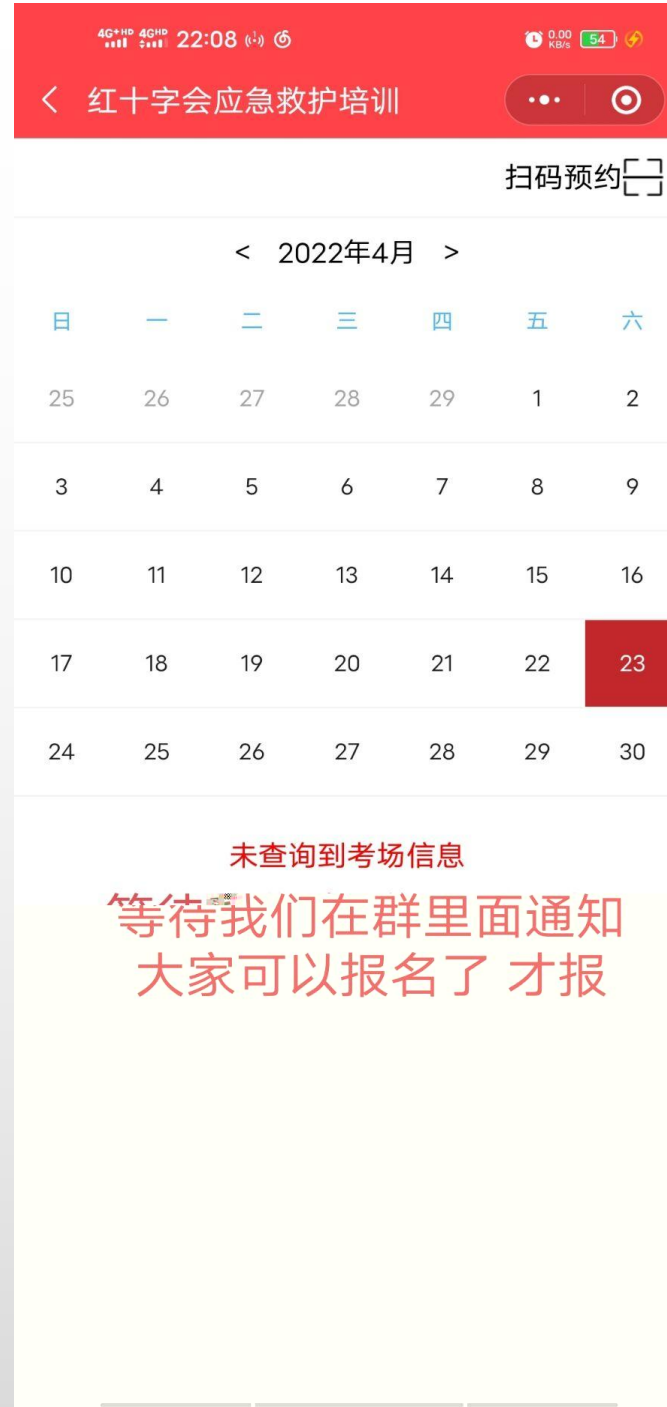 4G+HD 4GHD 22:08 0.00 KB/s 54
红十字会应急救护培训
扫码预约
< 2022年4月 >
日 一 二 三 四 五 六
25 26 27 28 29 1 2
3 4 5 6 7 8 9
10 11 12 13 14 15 16
17 18 19 20 21 22 23
24 25 26 27 28 29 30
未查询到考场信息
等待我们在群里面通知
大家可以报名了 才报